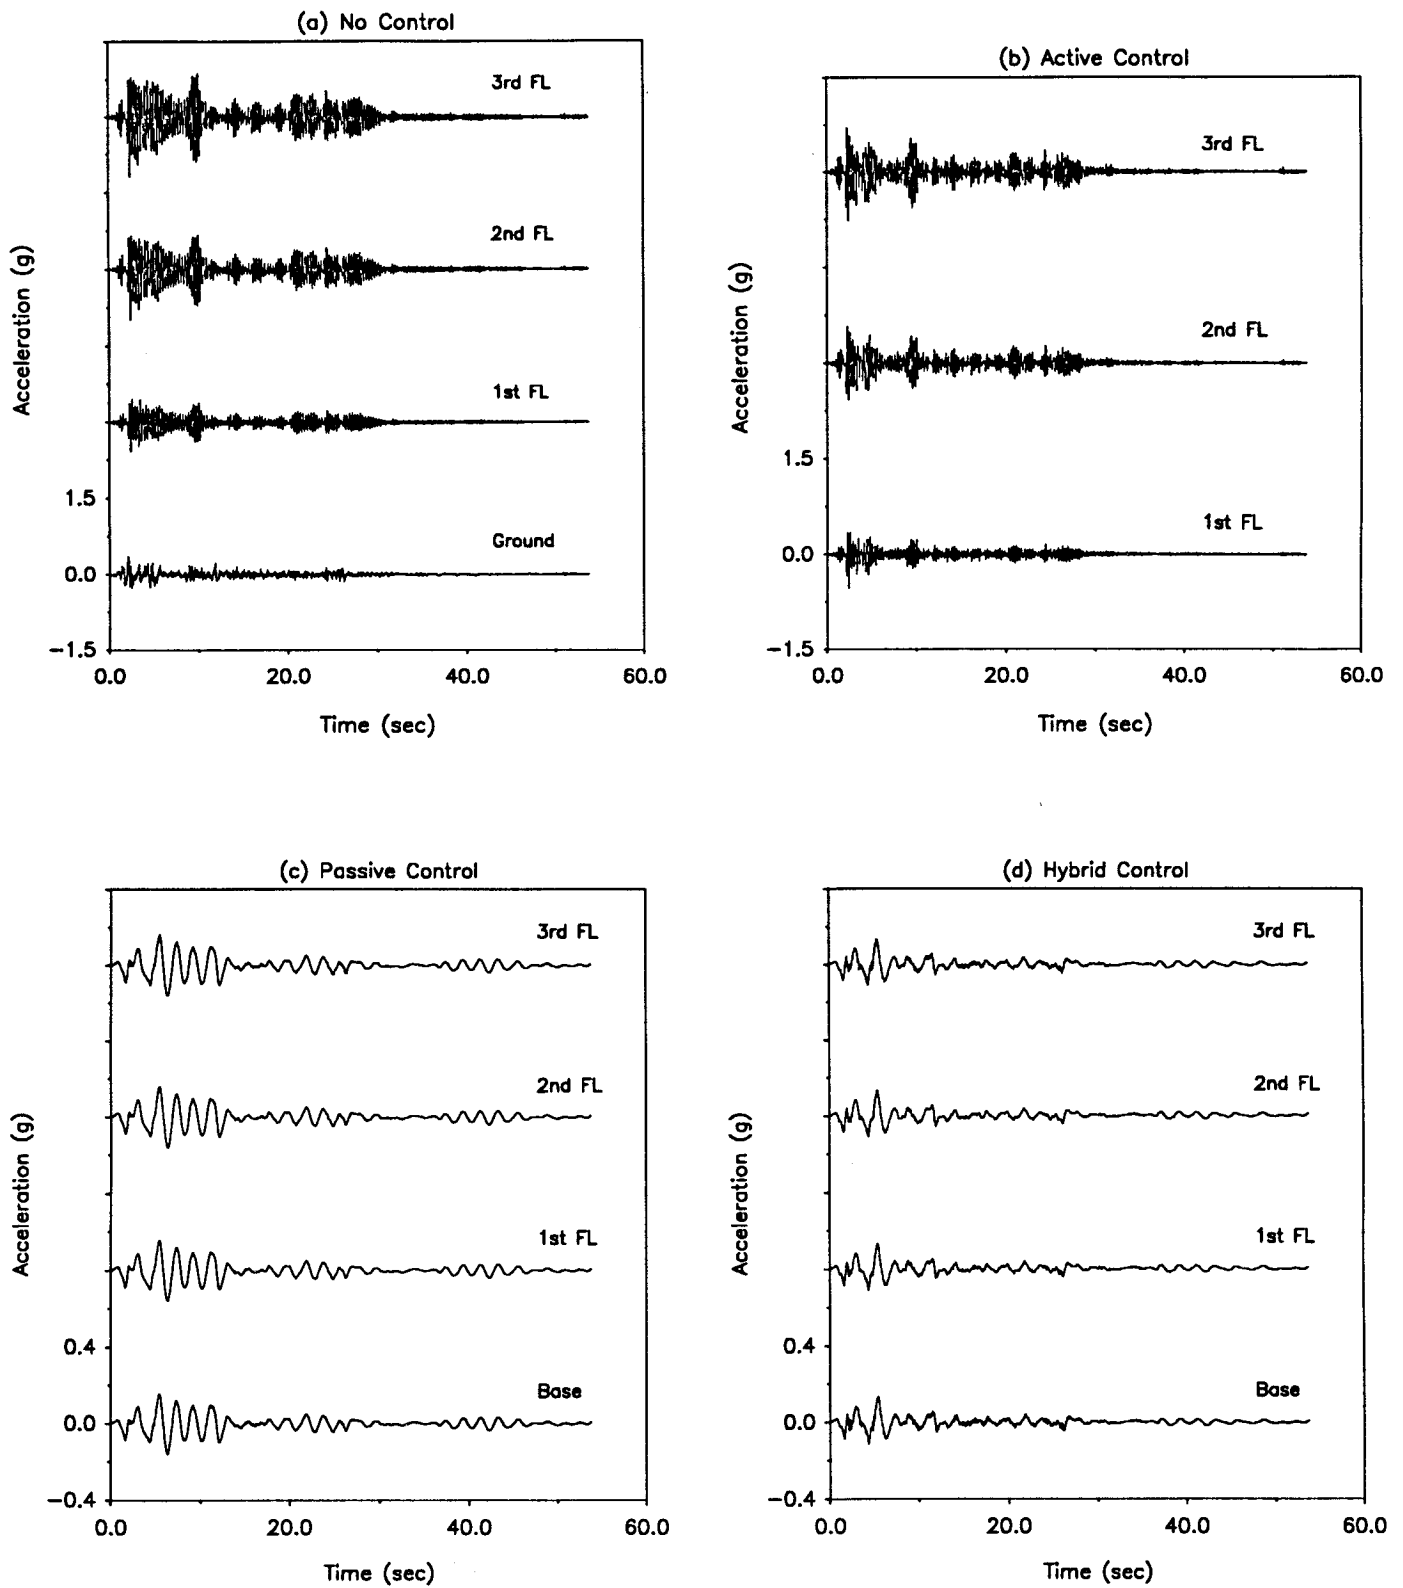 (a) No Control
3rd FL
2nd FL
1st FL
Ground
Acceleration (g)
1.5
0.0
−1.5
0.0 20.0 40.0 60.0
Time (sec)
(b) Active Control
3rd FL
2nd FL
1st FL
Acceleration (g)
1.5
0.0
−1.5
0.0 20.0 40.0 60.0
Time (sec)
(c) Passive Control
3rd FL
2nd FL
1st FL
Base
Acceleration (g)
0.4
0.0
−0.4
0.0 20.0 40.0 60.0
Time (sec)
(d) Hybrid Control
3rd FL
2nd FL
1st FL
Base
Acceleration (g)
0.4
0.0
−0.4
0.0 20.0 40.0 60.0
Time (sec)